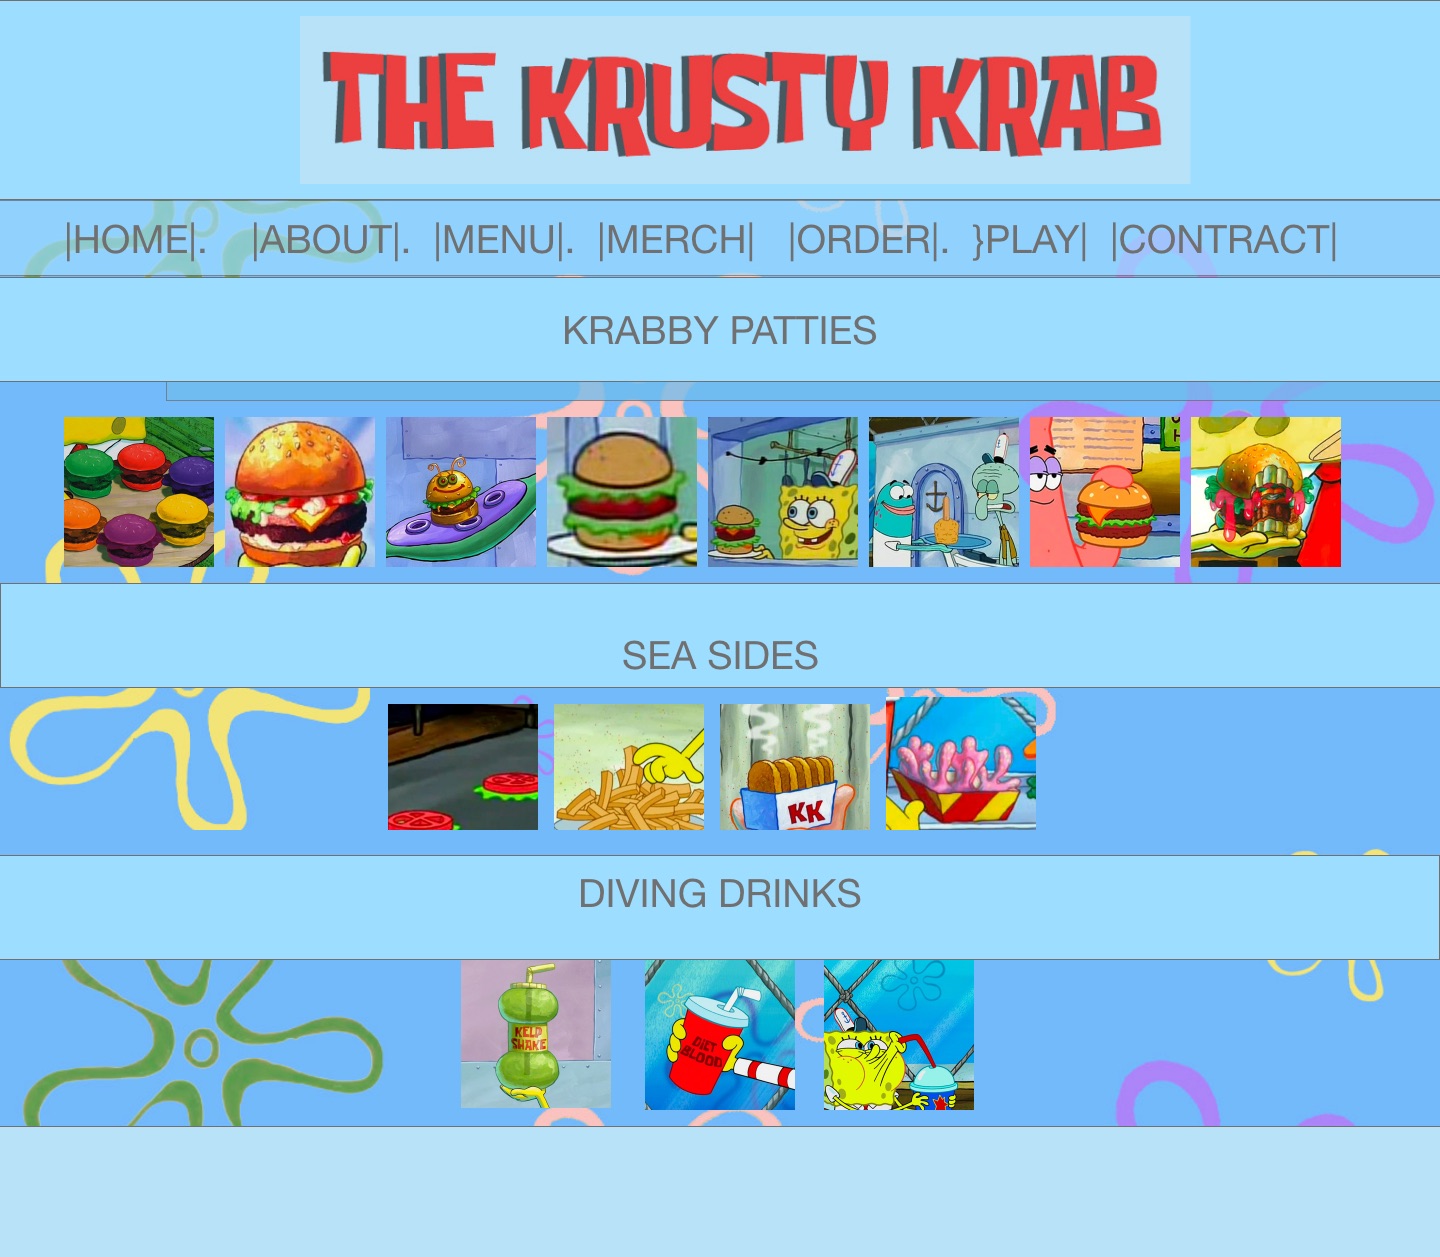 THE KRUSTY KRAB
|HOME|. |ABOUT|. |MENU|. |MERCH| |ORDER|. }PLAY| |CONTRACT|
KRABBY PATTIES
SEA SIDES
KK
DIVING DRINKS
KELP
SHAKE
DIET
BLOOD